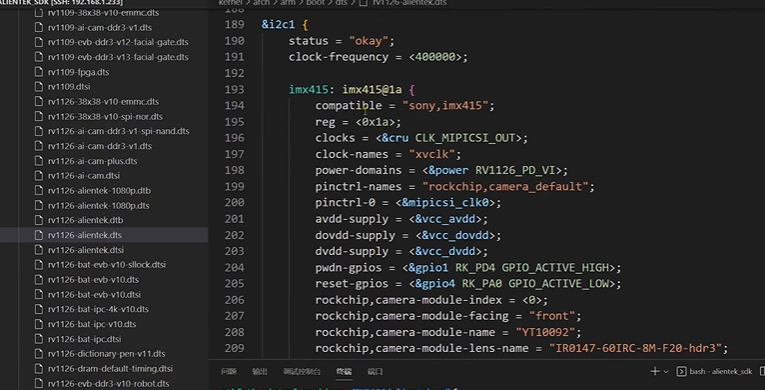 ALIENTEK_SDK [SSH: 192.168.1.233]
kernel > arch > arm > boot > dts > rv1126-alientek.dts
rv1109-38x38-v10-emmc.dts
rv1109-ai-cam-ddr3-v1.dts
rv1109-evb-ddr3-v12-facial-gate.dts
rv1109-evb-ddr3-v13-facial-gate.dts
rv1109-fpga.dts
rv1109.dtsi
rv1126-38x38-v10-emmc.dts
rv1126-38x38-v10-spi-nor.dts
rv1126-ai-cam-ddr3-v1-spi-nand.dts
rv1126-ai-cam-ddr3-v1.dts
rv1126-ai-cam-plus.dts
rv1126-ai-cam.dtsi
rv1126-alientek-1080p.dtb
rv1126-alientek-1080p.dts
rv1126-alientek.dtb
rv1126-alientek.dts
rv1126-alientek.dtsi
rv1126-bat-evb-v10-sllock.dtsi
rv1126-bat-evb-v10.dts
rv1126-bat-evb-v10.dtsi
rv1126-bat-ipc-4k-v10.dts
rv1126-bat-ipc-v10.dts
rv1126-bat-ipc.dtsi
rv1126-dictionary-pen-v11.dts
rv1126-dram-default-timing.dtsi
rv1126-evb-ddr3-v10-robot.dts
189 &i2c1 {
190 status = "okay";
191 clock-frequency = <400000>;
192
193 imx415: imx415@1a {
194 compatible = "sony,imx415";
195 reg = <0x1a>;
196 clocks = <&cru CLK_MIPICSI_OUT>;
197 clock-names = "xvclk";
198 power-domains = <&power RV1126_PD_VI>;
199 pinctrl-names = "rockchip,camera_default";
200 pinctrl-0 = <&mipicsi_clk0>;
201 avdd-supply = <&vcc_avdd>;
202 dovdd-supply = <&vcc_dovdd>;
203 dvdd-supply = <&vcc_dvdd>;
204 pwdn-gpios = <&gpio1 RK_PD4 GPIO_ACTIVE_HIGH>;
205 reset-gpios = <&gpio4 RK_PA0 GPIO_ACTIVE_LOW>;
206 rockchip,camera-module-index = <0>;
207 rockchip,camera-module-facing = "front";
208 rockchip,camera-module-name = "YT10092";
209 rockchip,camera-module-lens-name = "IR0147-60IRC-8M-F20-hdr3";
问题 输出 调试控制台 终端 端口
bash - alientek_sdk